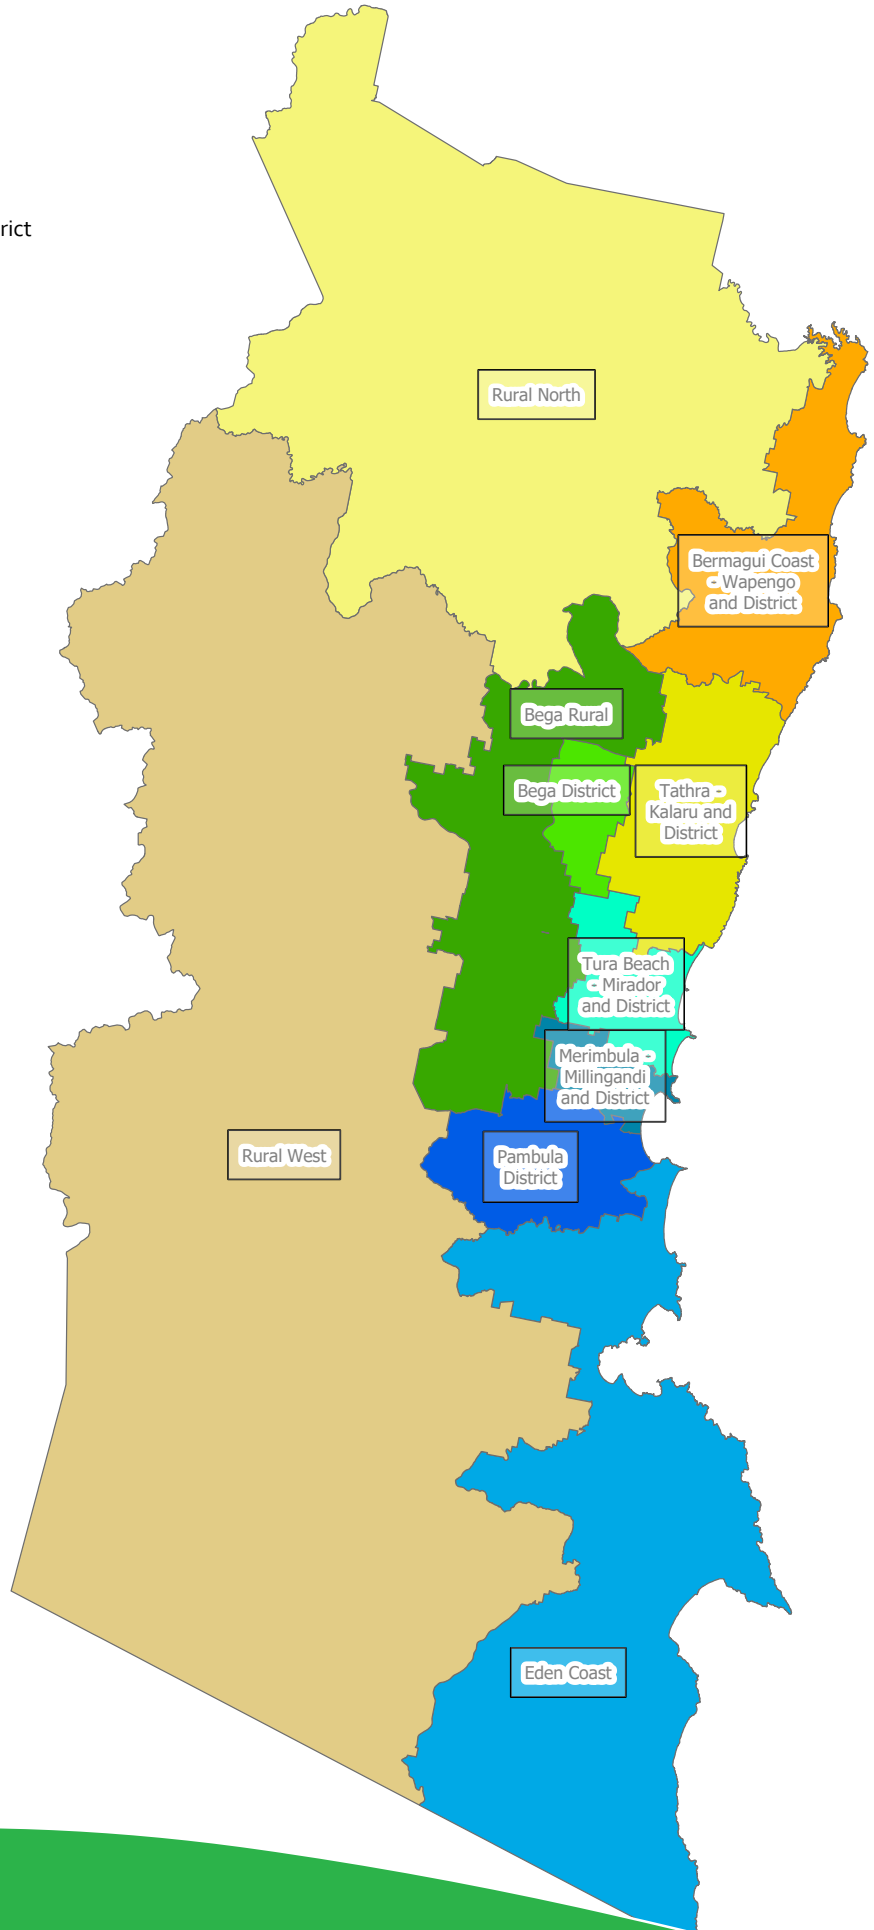 rict
Rural North
Bermagui Coast
- Wapengo
and District
Bega Rural
Bega District
Tathra -
Kalaru and
District
Tura Beach
- Mirador
and District
Merimbula -
Millingandi
and District
Rural West
Pambula
District
Eden Coast